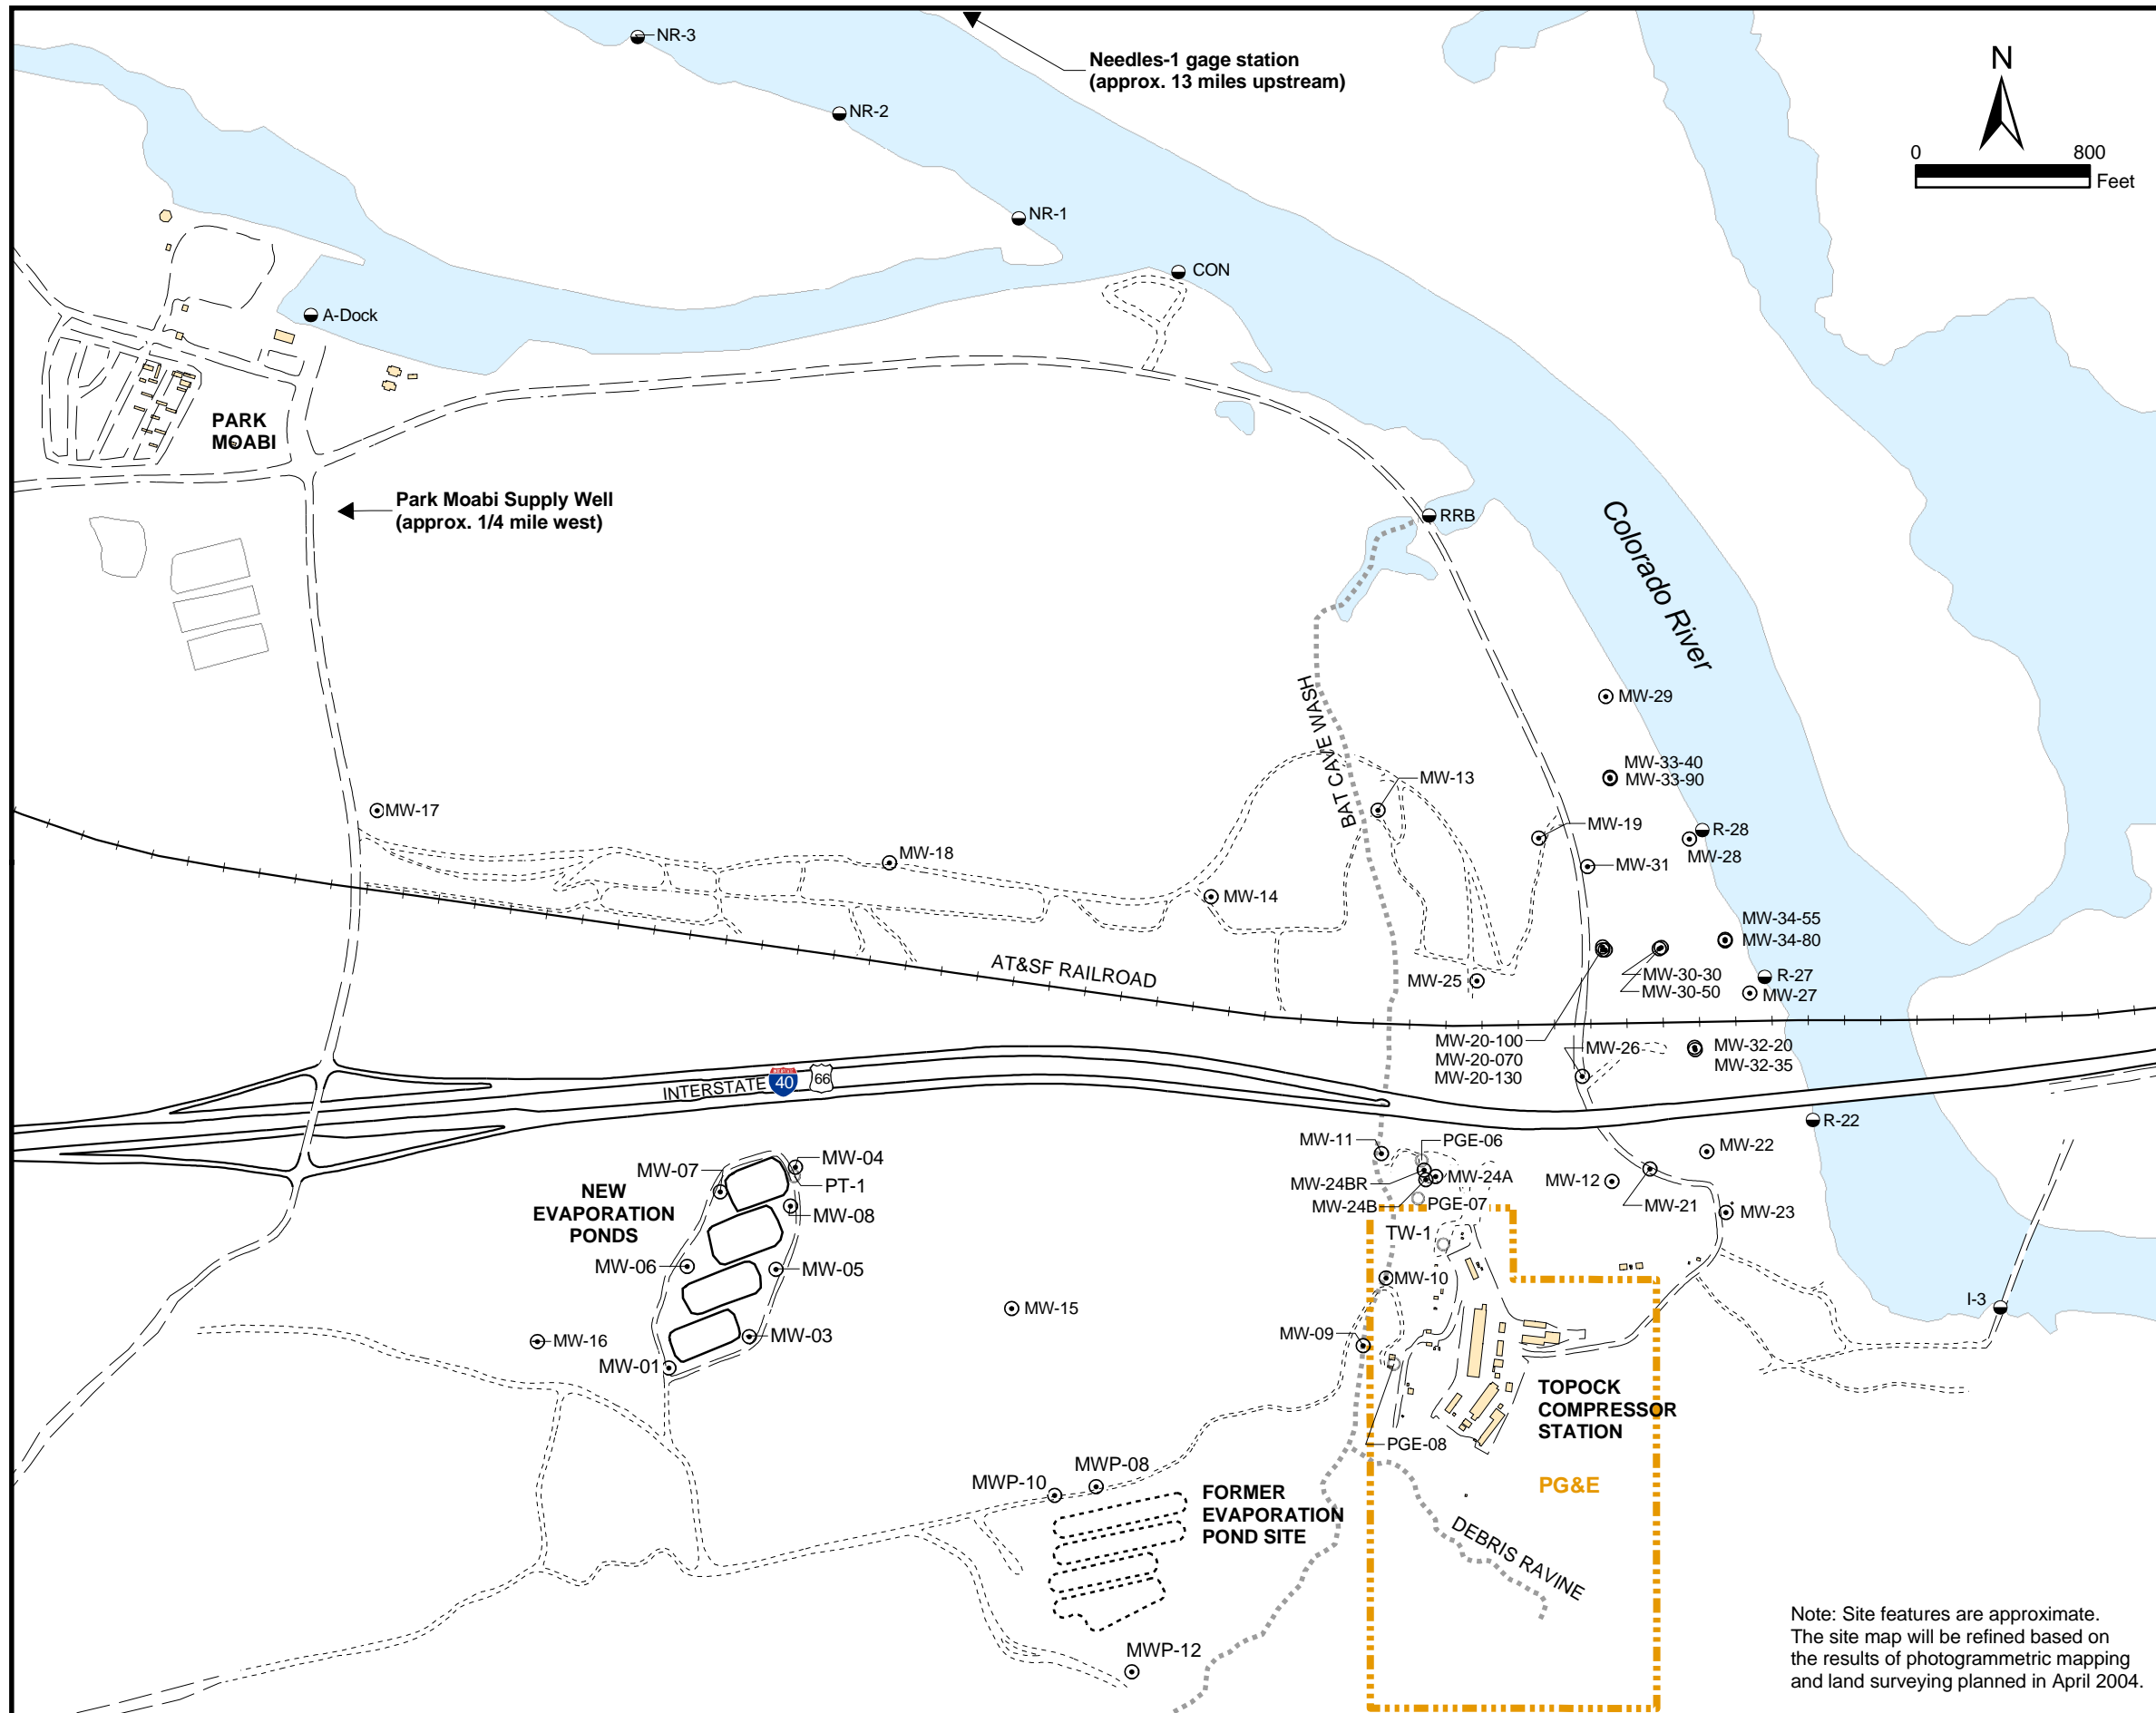 NR-3
Needles-1 gage station
(approx. 13 miles upstream)
N
NR-2
0 800
Feet
NR-1
CON
A-Dock
PARK
MOABI
Park Moabi Supply Well
(approx. 1/4 mile west)
RRB
Colorado River
BAT CAVE WASH
MW-29
MW-33-40
MW-33-90
MW-13
MW-17
MW-19
R-28
MW-28
MW-18
MW-31
MW-14
MW-34-55
MW-34-80
AT&SF RAILROAD
MW-25
MW-30-30
MW-30-50
R-27
MW-27
MW-20-100
MW-20-070
MW-20-130
MW-26
MW-32-20
MW-32-35
INTERSTATE 40 66
R-22
MW-11
PGE-06
MW-22
MW-04
MW-07
PT-1
MW-24BR
MW-24A
MW-12
MW-24B
PGE-07
MW-21
MW-23
NEW
EVAPORATION
PONDS
MW-08
TW-1
MW-06
MW-05
MW-10
MW-15
I-3
MW-16
MW-03
MW-09
MW-01
TOPOCK
COMPRESSOR
STATION
PGE-08
MWP-10
MWP-08
PG&E
FORMER
EVAPORATION
POND SITE
DEBRIS RAVINE
MWP-12
Note: Site features are approximate.
The site map will be refined based on
the results of photogrammetric mapping
and land surveying planned in April 2004.